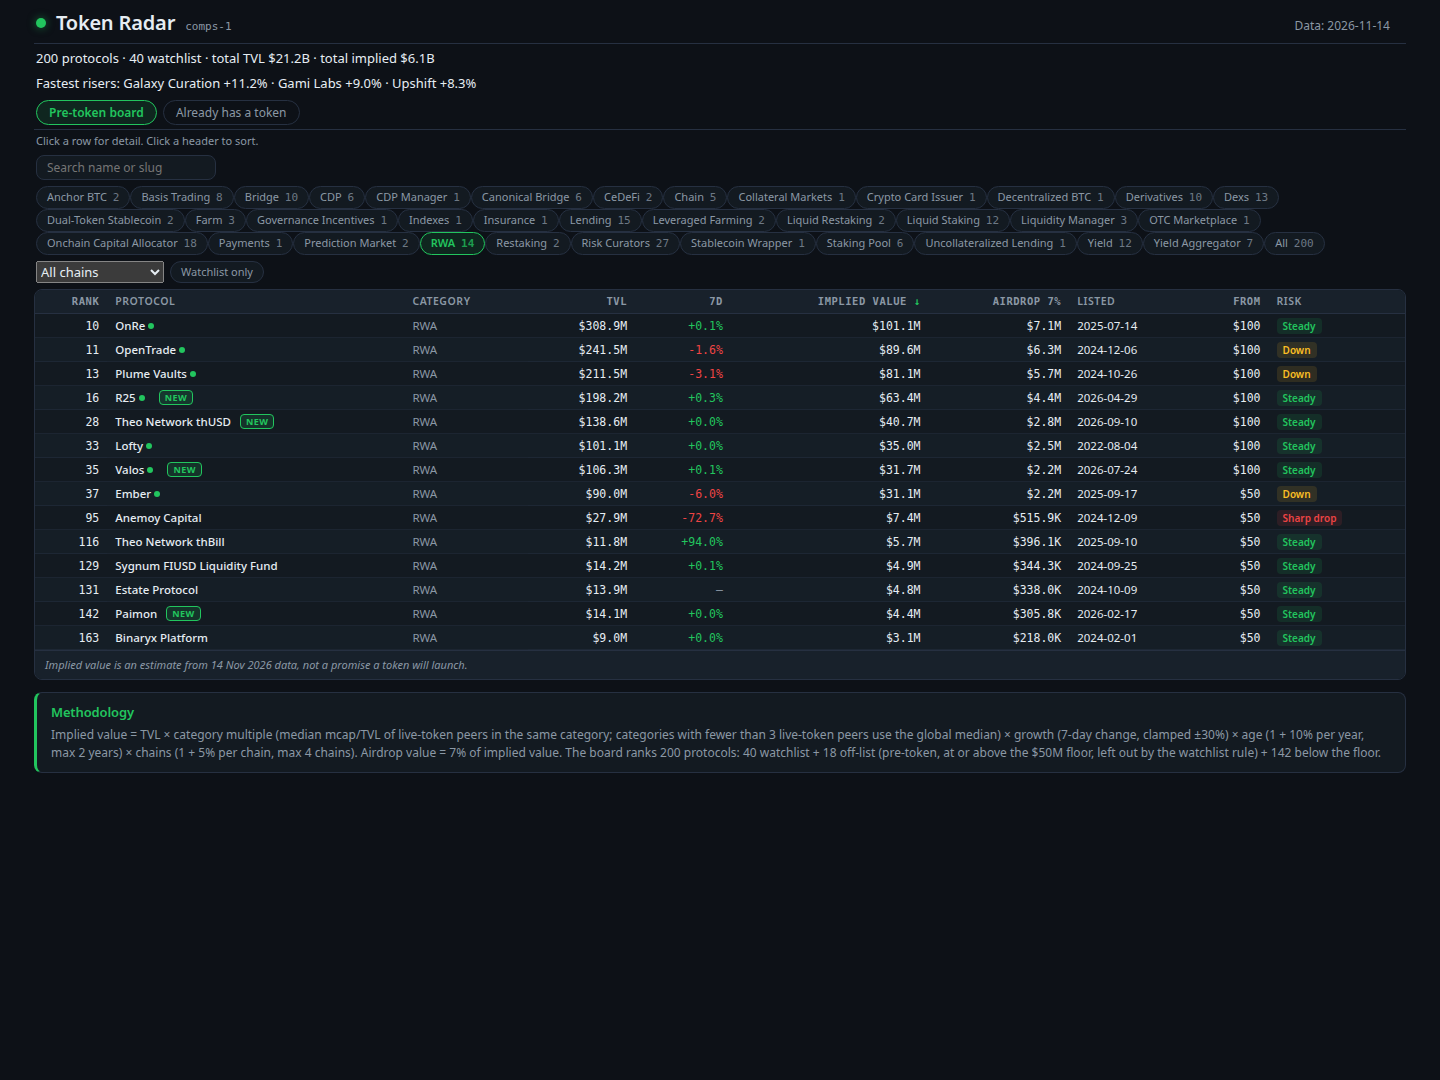 Token Radar comps-1 Data: 2026-11-14
200 protocols · 40 watchlist · total TVL $21.2B · total implied $6.1B
Fastest risers: Galaxy Curation +11.2% · Gami Labs +9.0% · Upshift +8.3%
Pre-token board Already has a token
Click a row for detail. Click a header to sort.
Search name or slug
Anchor BTC 2 Basis Trading 8 Bridge 10 CDP 6 CDP Manager 1 Canonical Bridge 6 CeDeFi 2 Chain 5 Collateral Markets 1 Crypto Card Issuer 1 Decentralized BTC 1 Derivatives 10 Dexs 13
Dual-Token Stablecoin 2 Farm 3 Governance Incentives 1 Indexes 1 Insurance 1 Lending 15 Leveraged Farming 2 Liquid Restaking 2 Liquid Staking 12 Liquidity Manager 3 OTC Marketplace 1
Onchain Capital Allocator 18 Payments 1 Prediction Market 2 RWA 14 Restaking 2 Risk Curators 27 Stablecoin Wrapper 1 Staking Pool 6 Uncollateralized Lending 1 Yield 12 Yield Aggregator 7 All 200
All chains Watchlist only
RANK PROTOCOL CATEGORY TVL 7D IMPLIED VALUE ↓ AIRDROP 7% LISTED FROM RISK
10 OnRe RWA $308.9M +0.1% $101.1M $7.1M 2025-07-14 $100 Steady
11 OpenTrade RWA $241.5M -1.6% $89.6M $6.3M 2024-12-06 $100 Down
13 Plume Vaults RWA $211.5M -3.1% $81.1M $5.7M 2024-10-26 $100 Down
16 R25 NEW RWA $198.2M +0.3% $63.4M $4.4M 2026-04-29 $100 Steady
28 Theo Network thUSD NEW RWA $138.6M +0.0% $40.7M $2.8M 2026-09-10 $100 Steady
33 Lofty RWA $101.1M +0.0% $35.0M $2.5M 2022-08-04 $100 Steady
35 Valos NEW RWA $106.3M +0.1% $31.7M $2.2M 2026-07-24 $100 Steady
37 Ember RWA $90.0M -6.0% $31.1M $2.2M 2025-09-17 $50 Down
95 Anemoy Capital RWA $27.9M -72.7% $7.4M $515.9K 2024-12-09 $50 Sharp drop
116 Theo Network thBill RWA $11.8M +94.0% $5.7M $396.1K 2025-09-10 $50 Steady
129 Sygnum FIUSD Liquidity Fund RWA $14.2M +0.1% $4.9M $344.3K 2024-09-25 $50 Steady
131 Estate Protocol RWA $13.9M — $4.8M $338.0K 2024-10-09 $50 Steady
142 Paimon NEW RWA $14.1M +0.0% $4.4M $305.8K 2026-02-17 $50 Steady
163 Binaryx Platform RWA $9.0M +0.0% $3.1M $218.0K 2024-02-01 $50 Steady
Implied value is an estimate from 14 Nov 2026 data, not a promise a token will launch.
Methodology
Implied value = TVL × category multiple (median mcap/TVL of live-token peers in the same category; categories with fewer than 3 live-token peers use the global median) × growth (7-day change, clamped ±30%) × age (1 + 10% per year,
max 2 years) × chains (1 + 5% per chain, max 4 chains). Airdrop value = 7% of implied value. The board ranks 200 protocols: 40 watchlist + 18 off-list (pre-token, at or above the $50M floor, left out by the watchlist rule) + 142 below the floor.